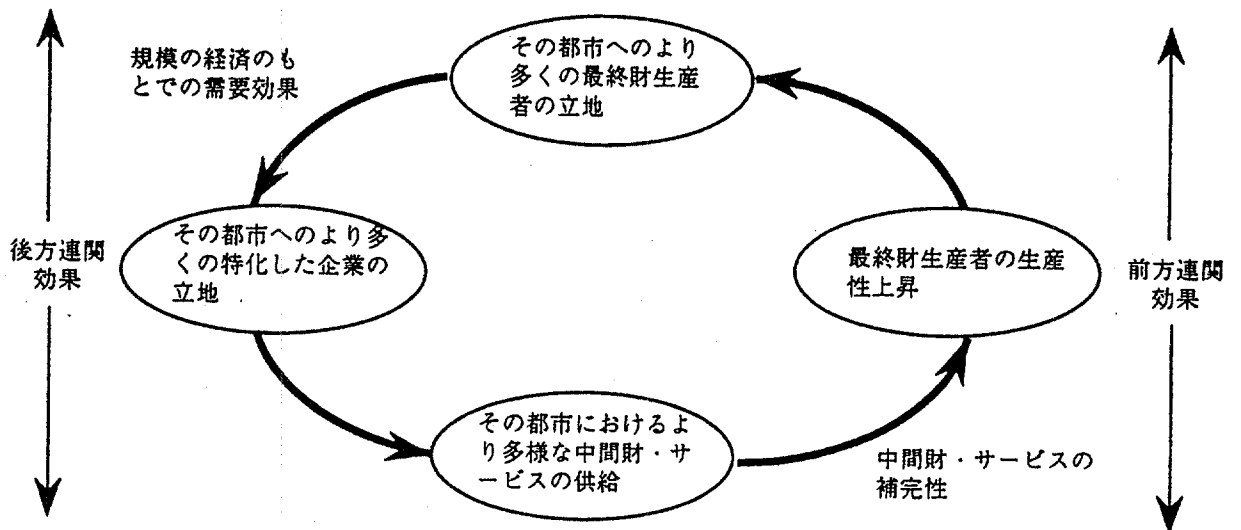 その都市へのより
多くの最終財生産
者の立地
規模の経済のも
とでの需要効果
その都市へのより多
くの特化した企業の
立地
後方連関
効果
最終財生産者の生産
性上昇
前方連関
効果
その都市におけるよ
り多様な中間財・サ
ービスの供給
中間財・サービスの
補完性